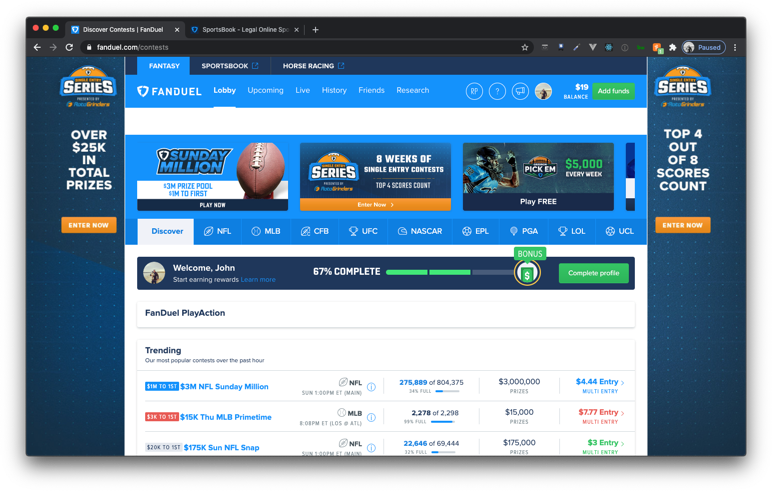 Discover Contests | FanDuel
SportsBook - Legal Online Spo
fanduel.com/contests
Paused
FANTASY
SPORTSBOOK
HORSE RACING
FANDUEL
Lobby
Upcoming
Live
History
Friends
Research
?
$19
BALANCE
Add funds
SINGLE ENTRY
SERIES
PRESENTED BY
RotoGrinders
OVER
$25K
IN
TOTAL
PRIZES
ENTER NOW
SUNDAY
MILLION
$3M PRIZE POOL
$1M TO FIRST
PLAY NOW
SINGLE ENTRY
SERIES
PRESENTED BY
RotoGrinders
8 WEEKS OF
SINGLE ENTRY CONTESTS
TOP 4 SCORES COUNT
Enter Now >
PICK EM
$5,000
EVERY WEEK
Play FREE
SINGLE ENTRY
SERIES
PRESENTED BY
RotoGrinders
TOP 4
OUT
OF 8
SCORES
COUNT
ENTER NOW
Discover
NFL
MLB
CFB
UFC
NASCAR
EPL
PGA
LOL
UCL
Welcome, John
Start earning rewards Learn more
67% COMPLETE
BONUS
$
Complete profile
FanDuel PlayAction
Trending
Our most popular contests over the past hour
$1M TO 1ST
$3M NFL Sunday Million
NFL
SUN 1:00PM ET (MAIN)
275,889 of 804,375
34% FULL
$3,000,000
PRIZES
$4.44 Entry >
MULTI ENTRY
$3K TO 1ST
$15K Thu MLB Primetime
MLB
8:08PM ET (LOS @ ATL)
2,278 of 2,298
99% FULL
$15,000
PRIZES
$7.77 Entry >
MULTI ENTRY
$20K TO 1ST
$175K Sun NFL Snap
NFL
SUN 1:00PM ET (MAIN)
22,646 of 69,444
32% FULL
$175,000
PRIZES
$3 Entry >
MULTI ENTRY